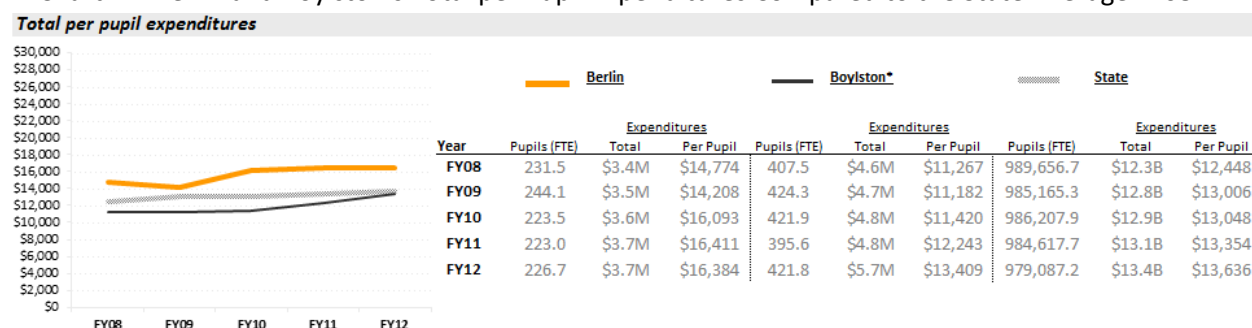 Total per pupil expenditures
$30,000
$28,000
$26,000
$24,000
$22,000
$20,000
$18,000
$16,000
$14,000
$12,000
$10,000
$8,000
$6,000
$4,000
$2,000
$0
FY08 FY09 FY10 FY11 FY12
Berlin Boylston* State
Expenditures Expenditures Expenditures
Year Pupils (FTE) Total Per Pupil Pupils (FTE) Total Per Pupil Pupils (FTE) Total Per Pupil
FY08 231.5 $3.4M $14,774 407.5 $4.6M $11,267 989,656.7 $12.3B $12,448
FY09 244.1 $3.5M $14,208 424.3 $4.7M $11,182 985,165.3 $12.8B $13,006
FY10 223.5 $3.6M $16,093 421.9 $4.8M $11,420 986,207.9 $12.9B $13,048
FY11 223.0 $3.7M $16,411 395.6 $4.8M $12,243 984,617.7 $13.1B $13,354
FY12 226.7 $3.7M $16,384 421.8 $5.7M $13,409 979,087.2 $13.4B $13,636